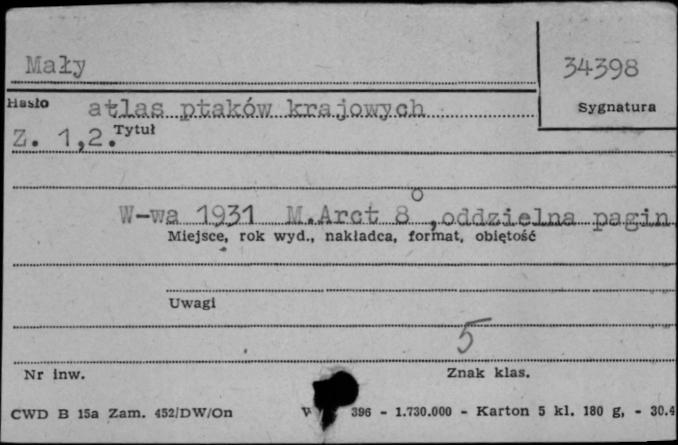 Mały
34398
Hasło
atlas ptaków krajowych
Sygnatura
Z. 1,2.
Tytuł
W-wa 1931 M.Arct 8°,oddzielna pagin
Miejsce, rok wyd., nakładca, format, objętość
Uwagi
5
Nr inw.
Znak klas.
CWD B 15a Zam. 452/DW/On
396 - 1.730.000 - Karton 5 kl. 180 g, - 30.4